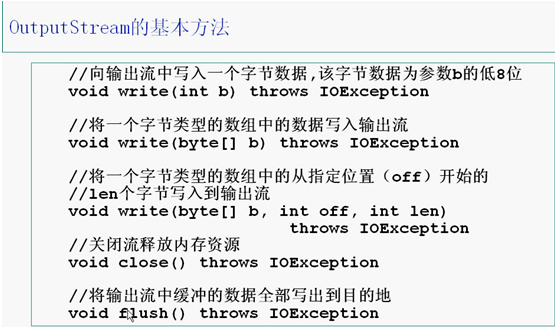 OutputStream的基本方法
//向输出流中写入一个字节数据,该字节数据为参数b的低8位
void write(int b) throws IOException
//将一个字节类型的数组中的数据写入输出流
void write(byte[] b) throws IOException
//将一个字节类型的数组中的从指定位置（off）开始的
//len个字节写入到输出流
void write(byte[] b, int off, int len)
throws IOException
//关闭流释放内存资源
void close() throws IOException
//将输出流中缓冲的数据全部写出到目的地
void flush() throws IOException